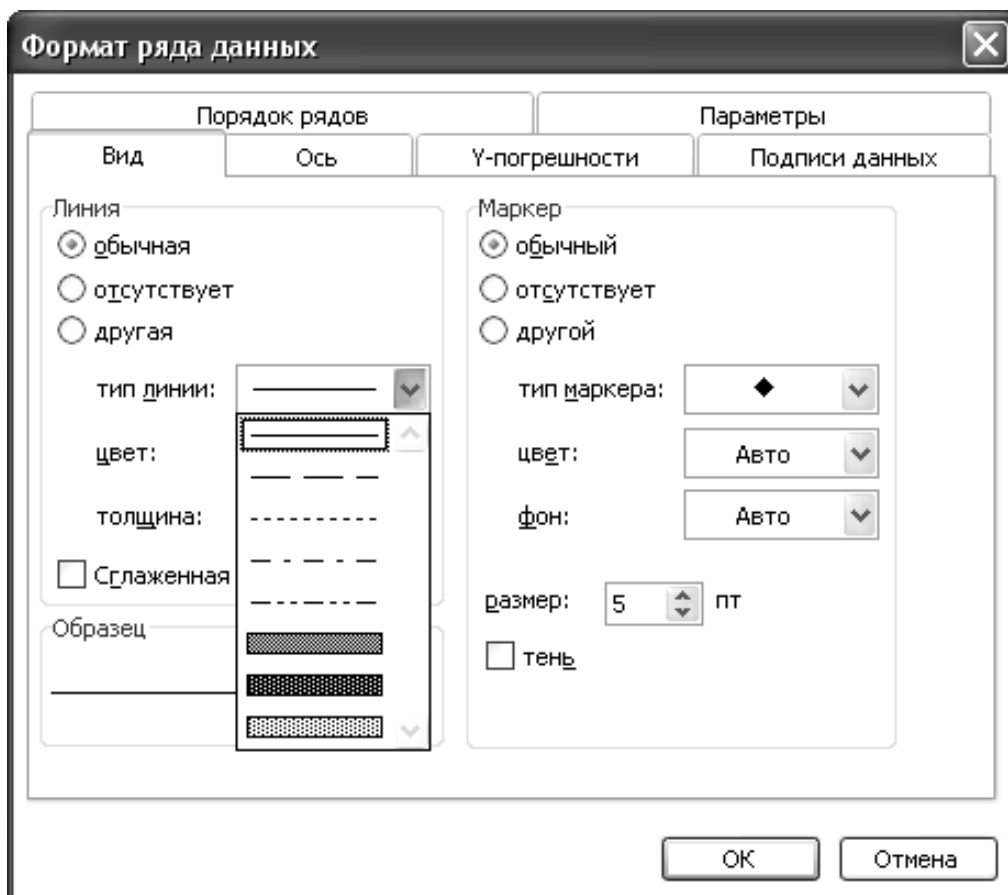 Формат ряда данных
Порядок рядов
Параметры
Вид
Ось
Y-погрешности
Подписи данных
Линия
обычная
отсутствует
другая
тип линии:
цвет:
толщина:
Сглаженная
Образец
Маркер
обычный
отсутствует
другой
тип маркера:
цвет:
Авто
фон:
Авто
размер:
5
пт
тень
ОК
Отмена